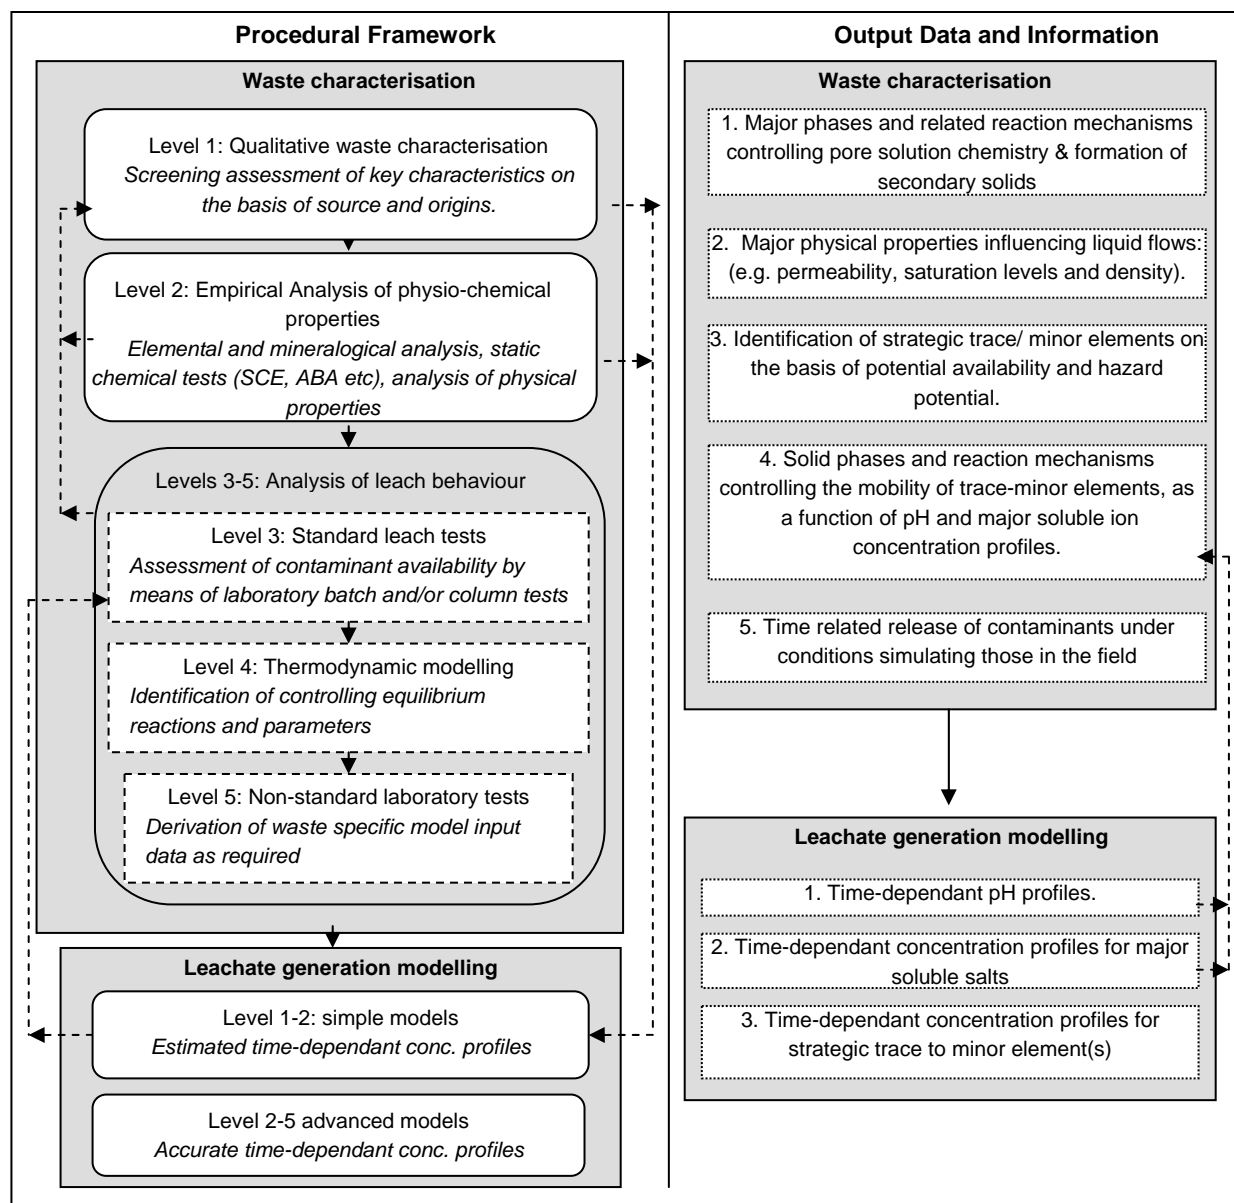 Procedural Framework
Waste characterisation
Level 1: Qualitative waste characterisation
Screening assessment of key characteristics on
the basis of source and origins.
Level 2: Empirical Analysis of physio-chemical
properties
Elemental and mineralogical analysis, static
chemical tests (SCE, ABA etc), analysis of physical
properties
Levels 3-5: Analysis of leach behaviour
Level 3: Standard leach tests
Assessment of contaminant availability by
means of laboratory batch and/or column tests
Level 4: Thermodynamic modelling
Identification of controlling equilibrium
reactions and parameters
Level 5: Non-standard laboratory tests
Derivation of waste specific model input
data as required
Leachate generation modelling
Level 1-2: simple models
Estimated time-dependant conc. profiles
Level 2-5 advanced models
Accurate time-dependant conc. profiles
Output Data and Information
Waste characterisation
1. Major phases and related reaction mechanisms
controlling pore solution chemistry & formation of
secondary solids
2. Major physical properties influencing liquid flows:
(e.g. permeability, saturation levels and density).
3. Identification of strategic trace/ minor elements on
the basis of potential availability and hazard
potential.
4. Solid phases and reaction mechanisms
controlling the mobility of trace-minor elements, as
a function of pH and major soluble ion
concentration profiles.
5. Time related release of contaminants under
conditions simulating those in the field
Leachate generation modelling
1. Time-dependant pH profiles.
2. Time-dependant concentration profiles for major
soluble salts
3. Time-dependant concentration profiles for
strategic trace to minor element(s)